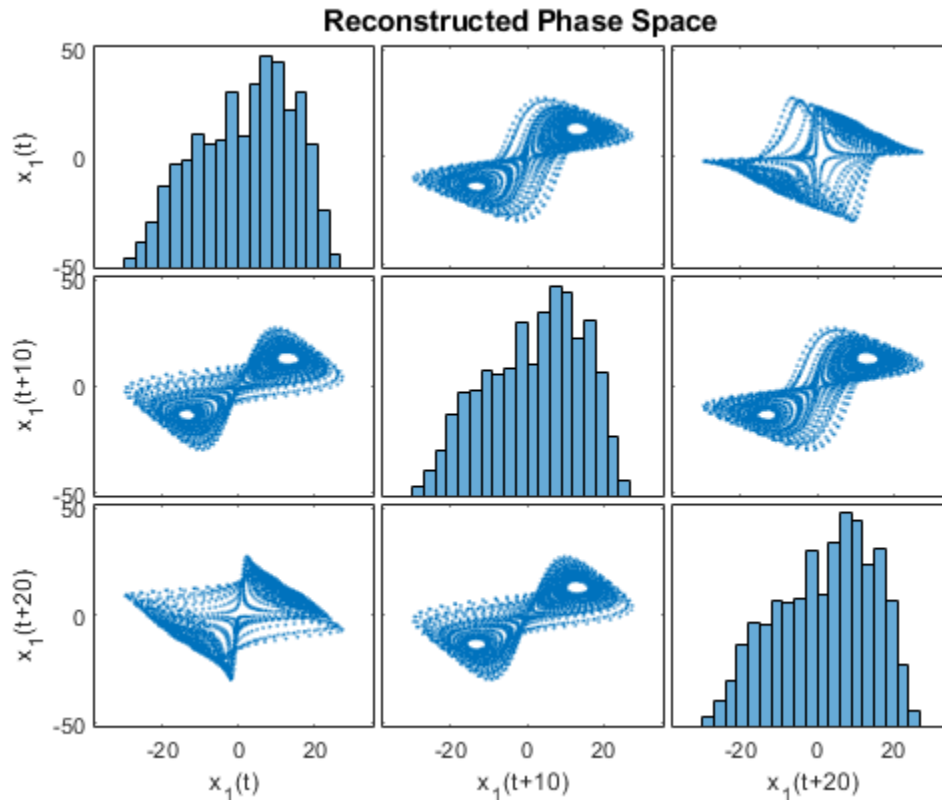 Reconstructed Phase Space
50
x1(t)
0
-50
50
x1(t+10)
0
-50
50
x1(t+20)
0
-50
-20 0 20 -20 0 20 -20 0 20
x1(t) x1(t+10) x1(t+20)